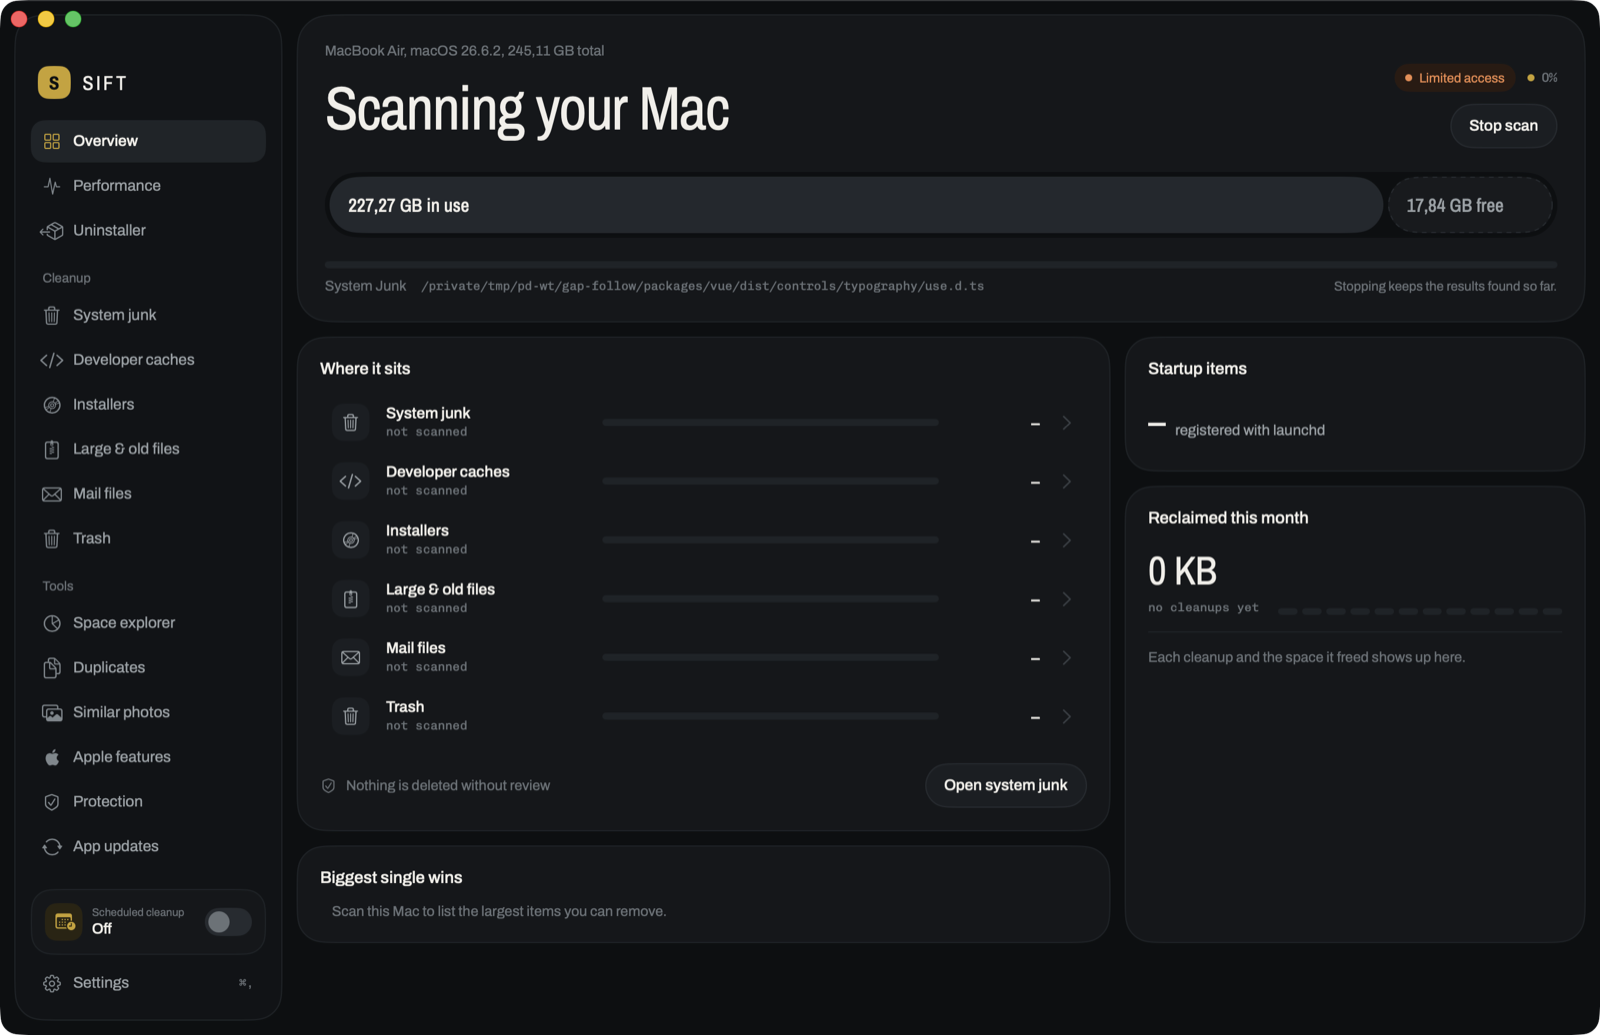 S SIFT
Overview
Performance
Uninstaller
Cleanup
System junk
Developer caches
Installers
Large & old files
Mail files
Trash
Tools
Space explorer
Duplicates
Similar photos
Apple features
Protection
App updates
Scheduled cleanup
Off
Settings ⌘,
MacBook Air, macOS 26.6.2, 245,11 GB total
Scanning your Mac
Limited access 0%
Stop scan
227,27 GB in use 17,84 GB free
System Junk /private/tmp/pd-wt/gap-follow/packages/vue/dist/controls/typography/use.d.ts Stopping keeps the results found so far.
Where it sits
System junk –
not scanned
Developer caches –
not scanned
Installers –
not scanned
Large & old files –
not scanned
Mail files –
not scanned
Trash –
not scanned
Nothing is deleted without review Open system junk
Biggest single wins
Scan this Mac to list the largest items you can remove.
Startup items
– registered with launchd
Reclaimed this month
0 KB
no cleanups yet
Each cleanup and the space it freed shows up here.